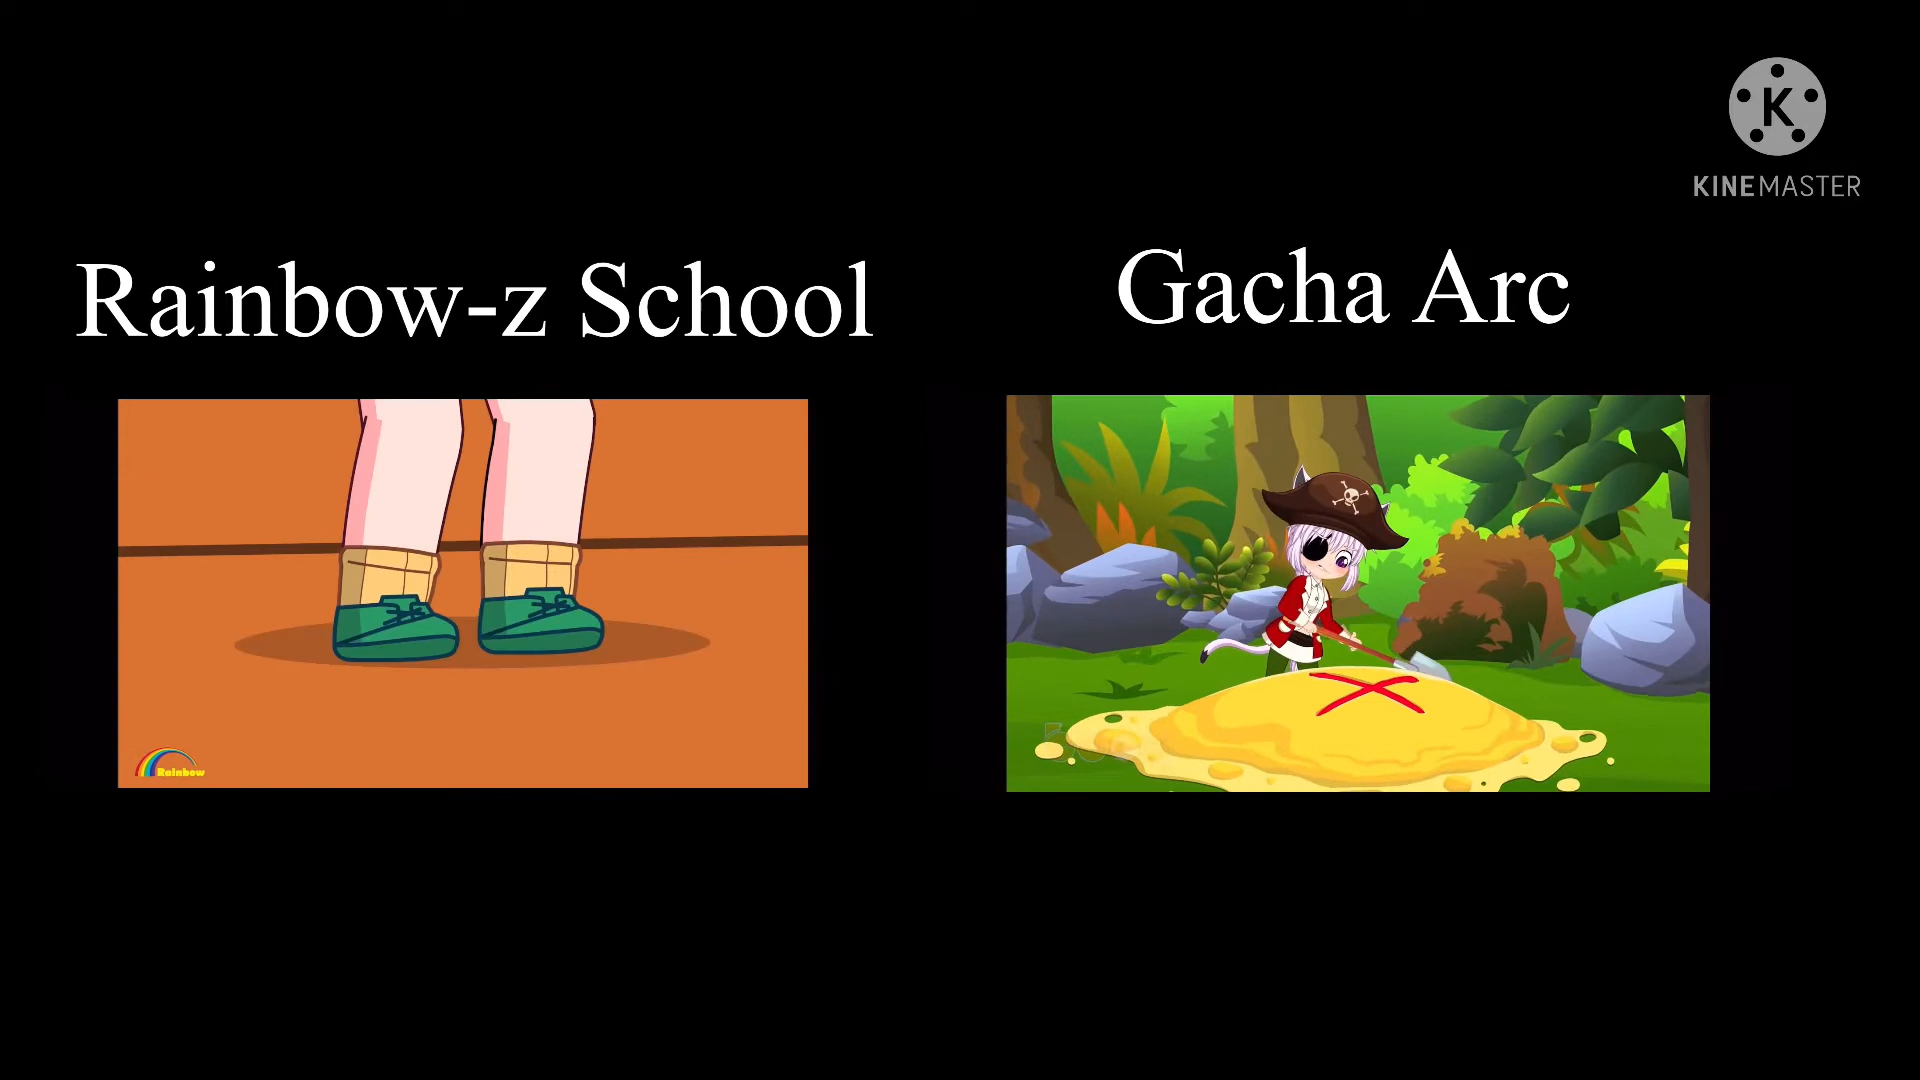 K
KINEMASTER
Rainbow-z School
Gacha Arc
Rainbow